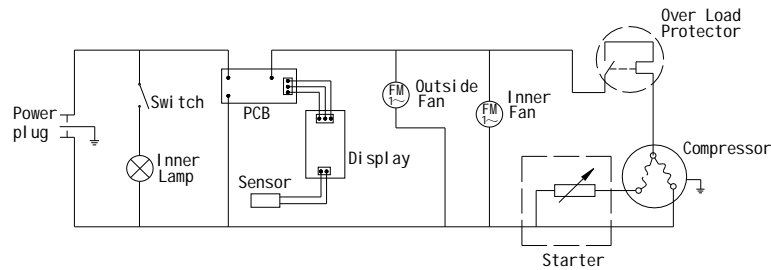 Over Load
Protector
Power
plug
Switch
PCB
FM
1~
Outside
Fan
FM
1~
Inner
Fan
Inner
Lamp
Display
Sensor
Compressor
Starter